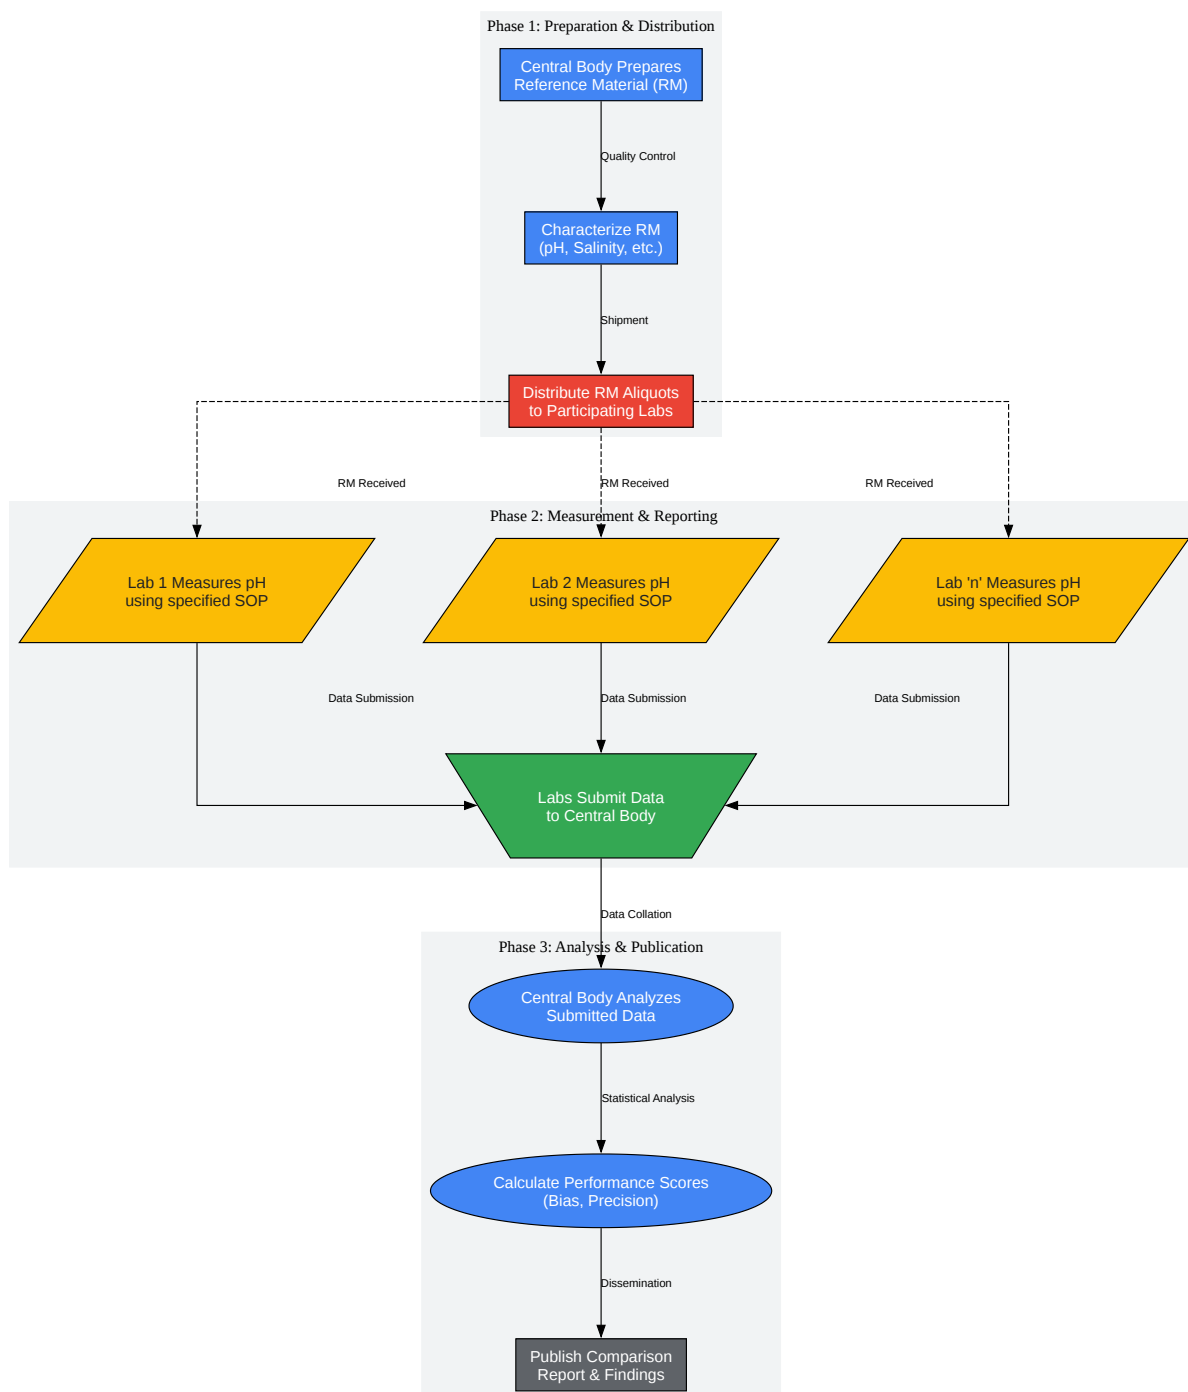 Phase 1: Preparation & Distribution
Central Body Prepares
Reference Material (RM)
Quality Control
Characterize RM
(pH, Salinity, etc.)
Shipment
Distribute RM Aliquots
to Participating Labs
RM Received
RM Received
RM Received
Phase 2: Measurement & Reporting
Lab 1 Measures pH
using specified SOP
Lab 2 Measures pH
using specified SOP
Lab 'n' Measures pH
using specified SOP
Data Submission
Data Submission
Data Submission
Labs Submit Data
to Central Body
Data Collation
Phase 3: Analysis & Publication
Central Body Analyzes
Submitted Data
Statistical Analysis
Calculate Performance Scores
(Bias, Precision)
Dissemination
Publish Comparison
Report & Findings